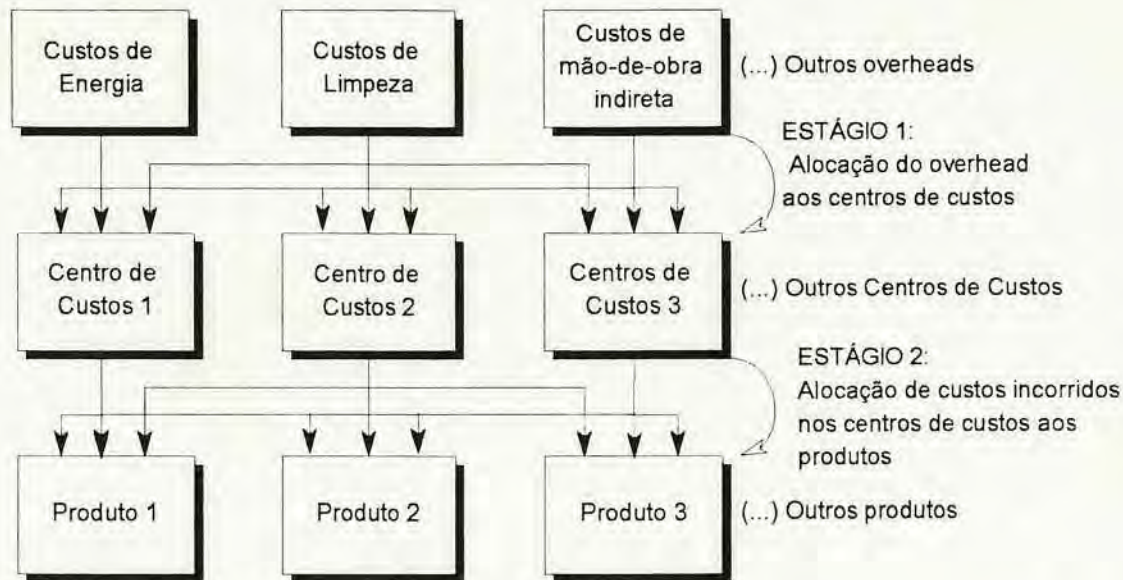 Custos de
Energia
Custos de
Limpeza
Custos de
mão-de-obra
indireta
(...) Outros overheads
ESTÁGIO 1:
Alocação do overhead
aos centros de custos
Centro de
Custos 1
Centro de
Custos 2
Centros de
Custos 3
(...) Outros Centros de Custos
ESTÁGIO 2:
Alocação de custos incorridos
nos centros de custos aos
produtos
Produto 1
Produto 2
Produto 3
(...) Outros produtos